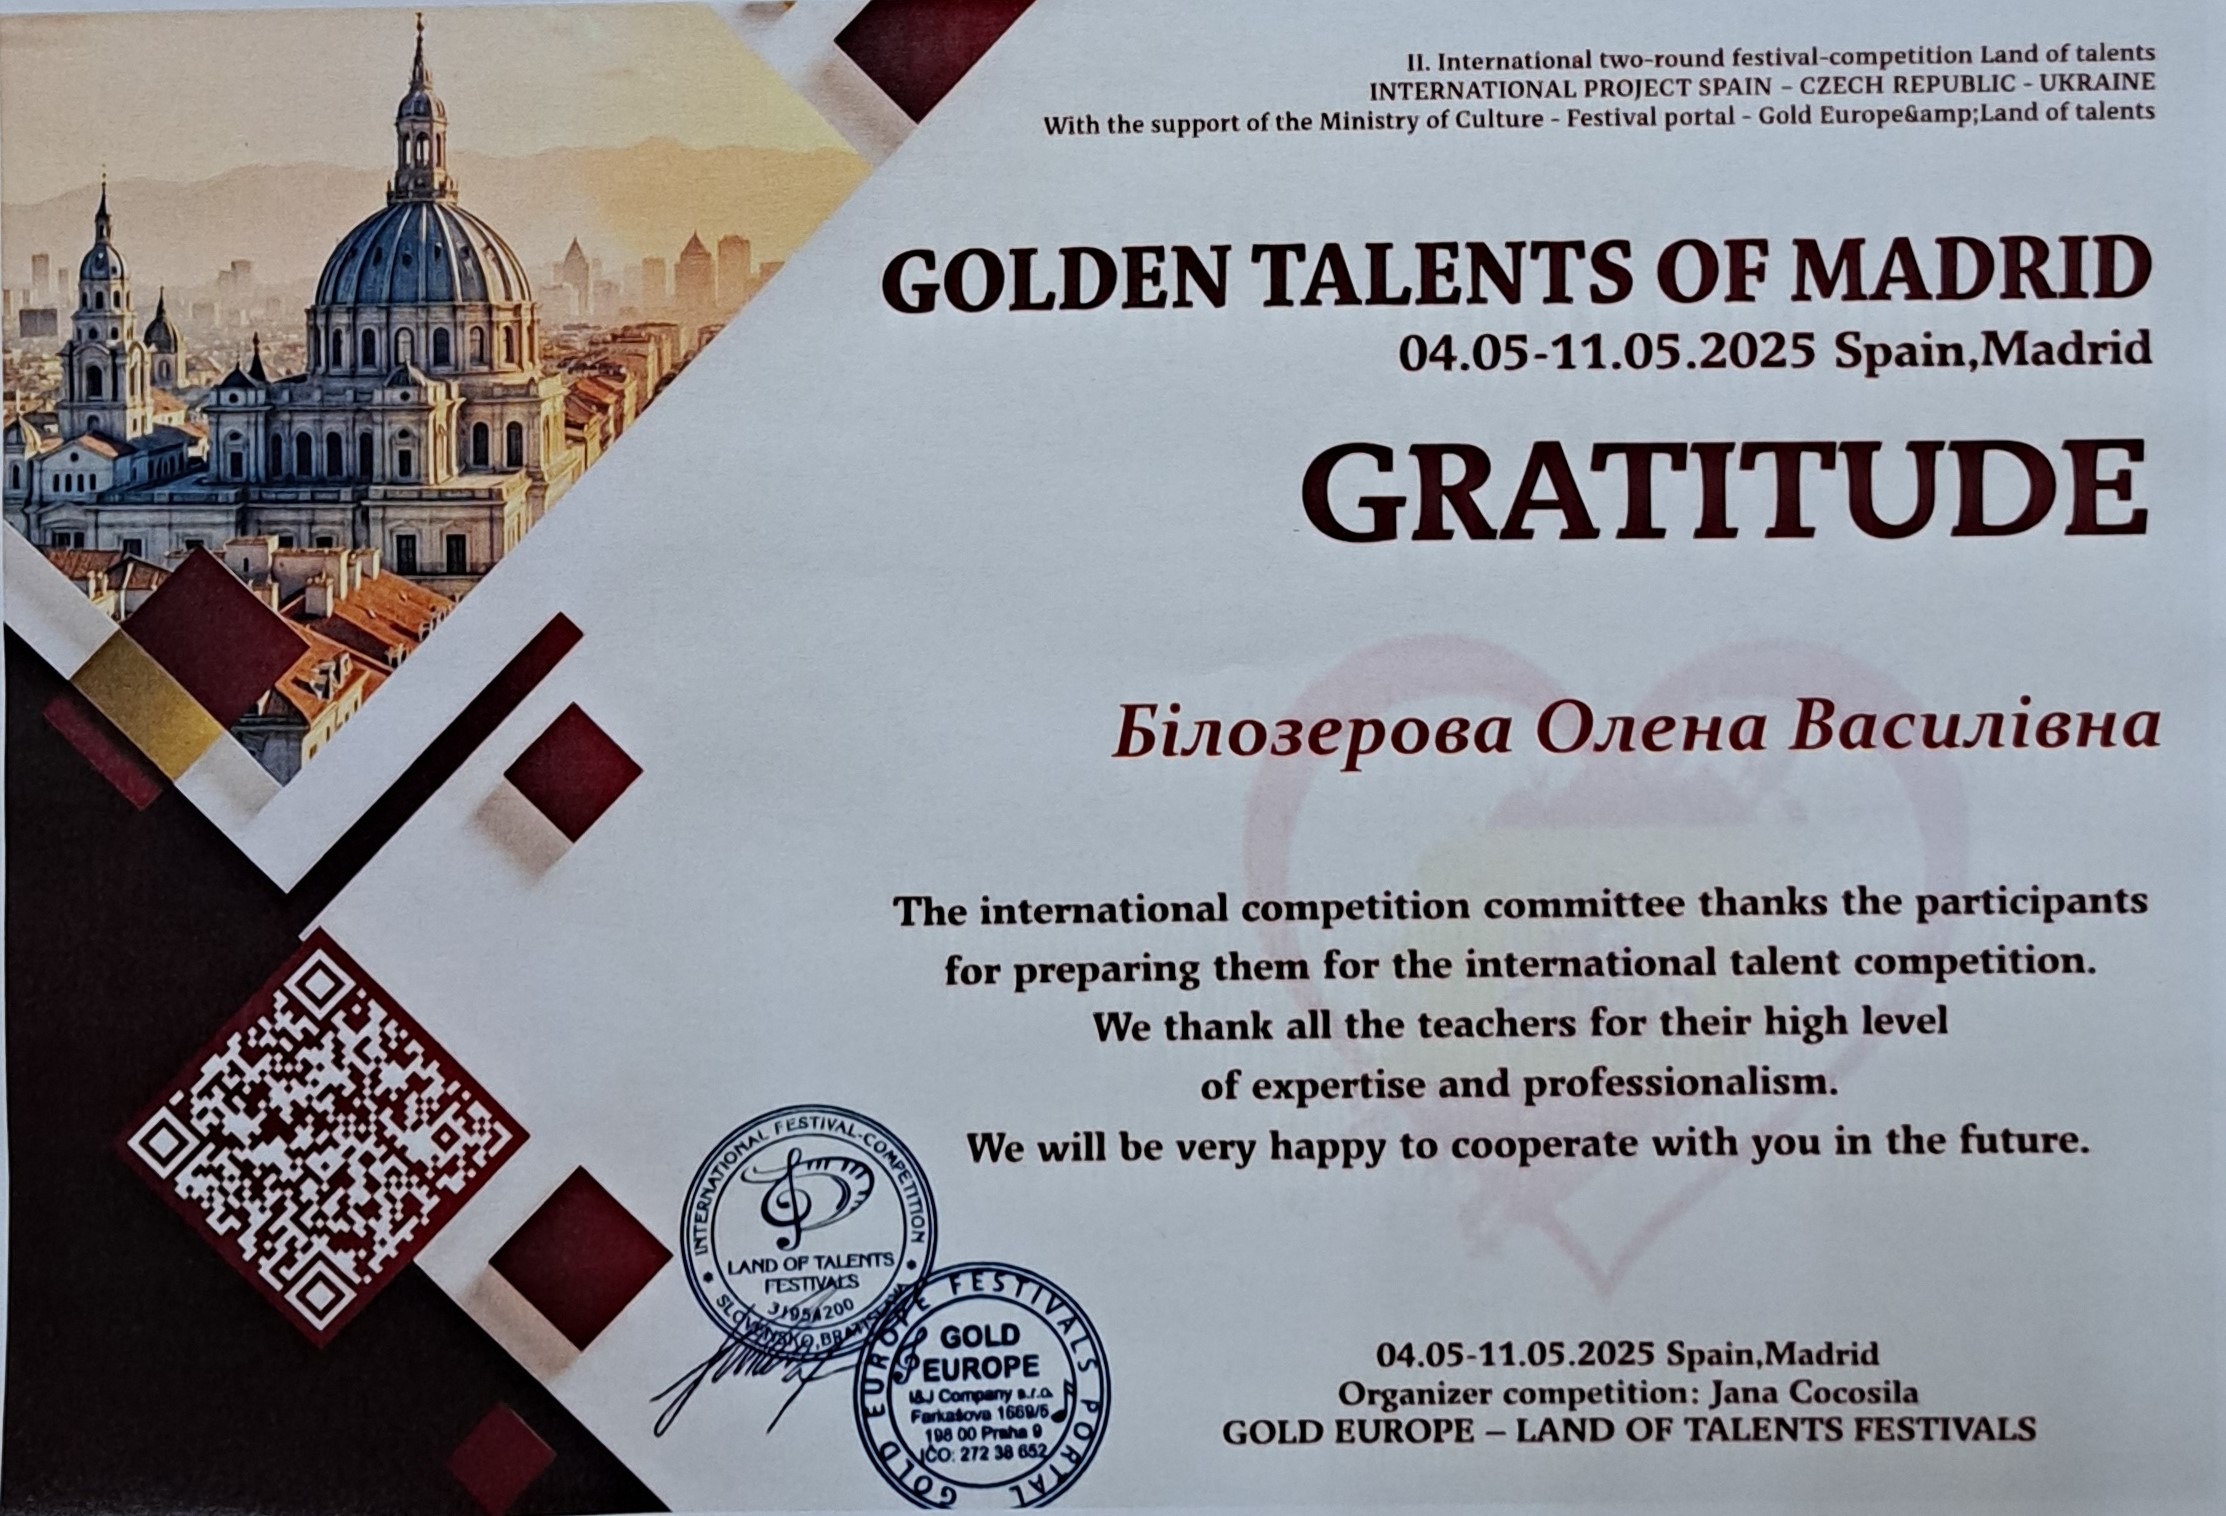 II. International two-round festival-competition Land of talents
INTERNATIONAL PROJECT SPAIN – CZECH REPUBLIC - UKRAINE
With the support of the Ministry of Culture - Festival portal - Gold Europe&amp;Land of talents
GOLDEN TALENTS OF MADRID
04.05-11.05.2025 Spain,Madrid
GRATITUDE
Білозерова Олена Василівна
The international competition committee thanks the participants
for preparing them for the international talent competition.
We thank all the teachers for their high level
of expertise and professionalism.
We will be very happy to cooperate with you in the future.
INTERNATIONAL FESTIVAL-COMPETITION
LAND OF TALENTS
FESTIVALS
SLOVENSKO, BRATISLAVA
GOLD EUROPE FESTIVALS PORTAL
GOLD
EUROPE
I&J Company s.r.o.
Farkašova 1669/5
198 00 Praha 9
IČO: 272 38 652
04.05-11.05.2025 Spain,Madrid
Organizer competition: Jana Cocosila
GOLD EUROPE – LAND OF TALENTS FESTIVALS